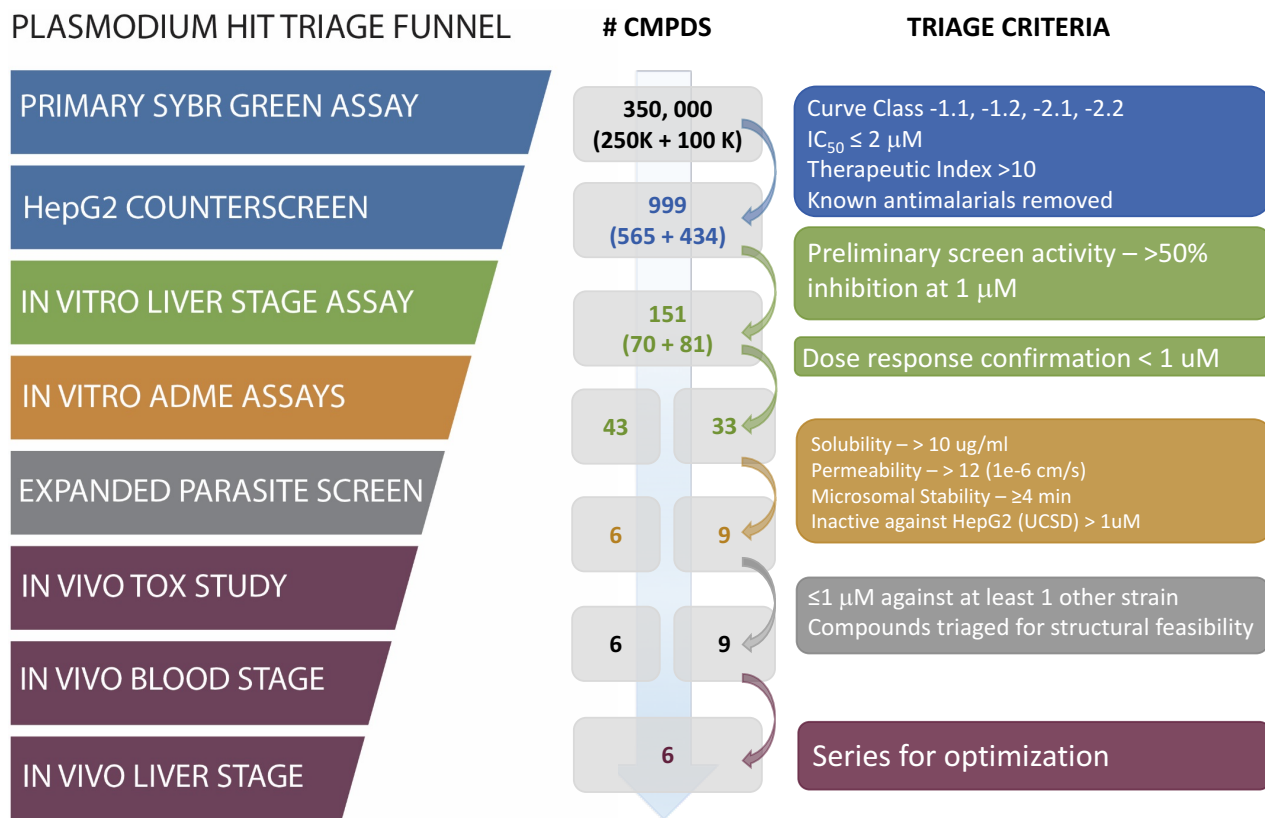 PLASMODIUM HIT TRIAGE FUNNEL
# CMPDS
TRIAGE CRITERIA
PRIMARY SYBR GREEN ASSAY
HepG2 COUNTERSCREEN
IN VITRO LIVER STAGE ASSAY
IN VITRO ADME ASSAYS
EXPANDED PARASITE SCREEN
IN VIVO TOX STUDY
IN VIVO BLOOD STAGE
IN VIVO LIVER STAGE
350, 000
(250K + 100 K)
999
(565 + 434)
151
(70 + 81)
43
33
6
9
6
9
6
Curve Class -1.1, -1.2, -2.1, -2.2
IC50 ≤ 2 μM
Therapeutic Index >10
Known antimalarials removed
Preliminary screen activity – >50%
inhibition at 1 μM
Dose response confirmation < 1 uM
Solubility – > 10 ug/ml
Permeability – > 12 (1e-6 cm/s)
Microsomal Stability – ≥4 min
Inactive against HepG2 (UCSD) > 1uM
≤1 μM against at least 1 other strain
Compounds triaged for structural feasibility
Series for optimization